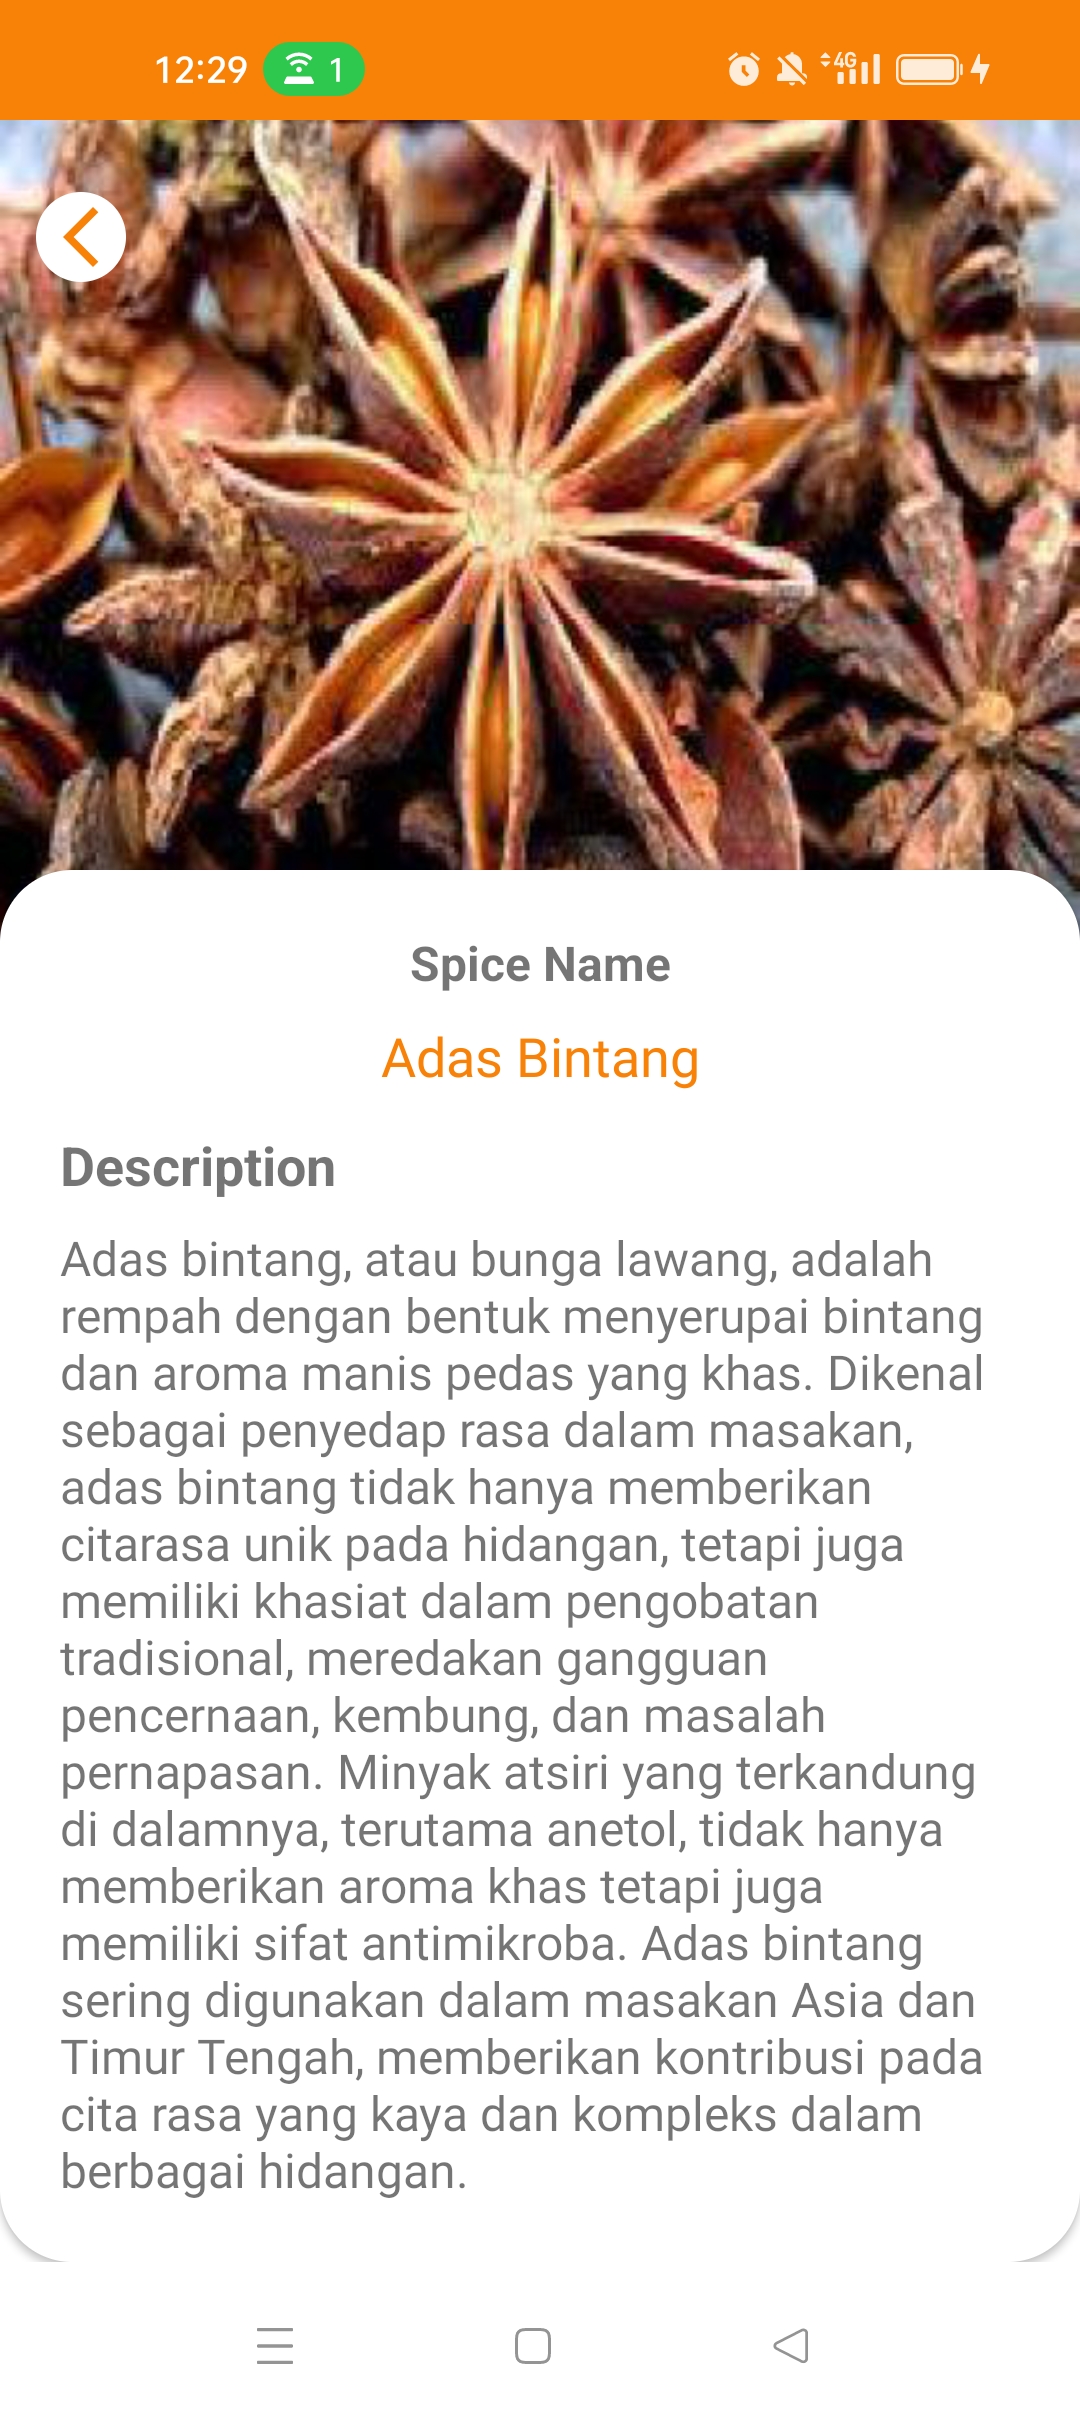 12:29 1 4G
Spice Name
Adas Bintang
Description
Adas bintang, atau bunga lawang, adalah
rempah dengan bentuk menyerupai bintang
dan aroma manis pedas yang khas. Dikenal
sebagai penyedap rasa dalam masakan,
adas bintang tidak hanya memberikan
citarasa unik pada hidangan, tetapi juga
memiliki khasiat dalam pengobatan
tradisional, meredakan gangguan
pencernaan, kembung, dan masalah
pernapasan. Minyak atsiri yang terkandung
di dalamnya, terutama anetol, tidak hanya
memberikan aroma khas tetapi juga
memiliki sifat antimikroba. Adas bintang
sering digunakan dalam masakan Asia dan
Timur Tengah, memberikan kontribusi pada
cita rasa yang kaya dan kompleks dalam
berbagai hidangan.